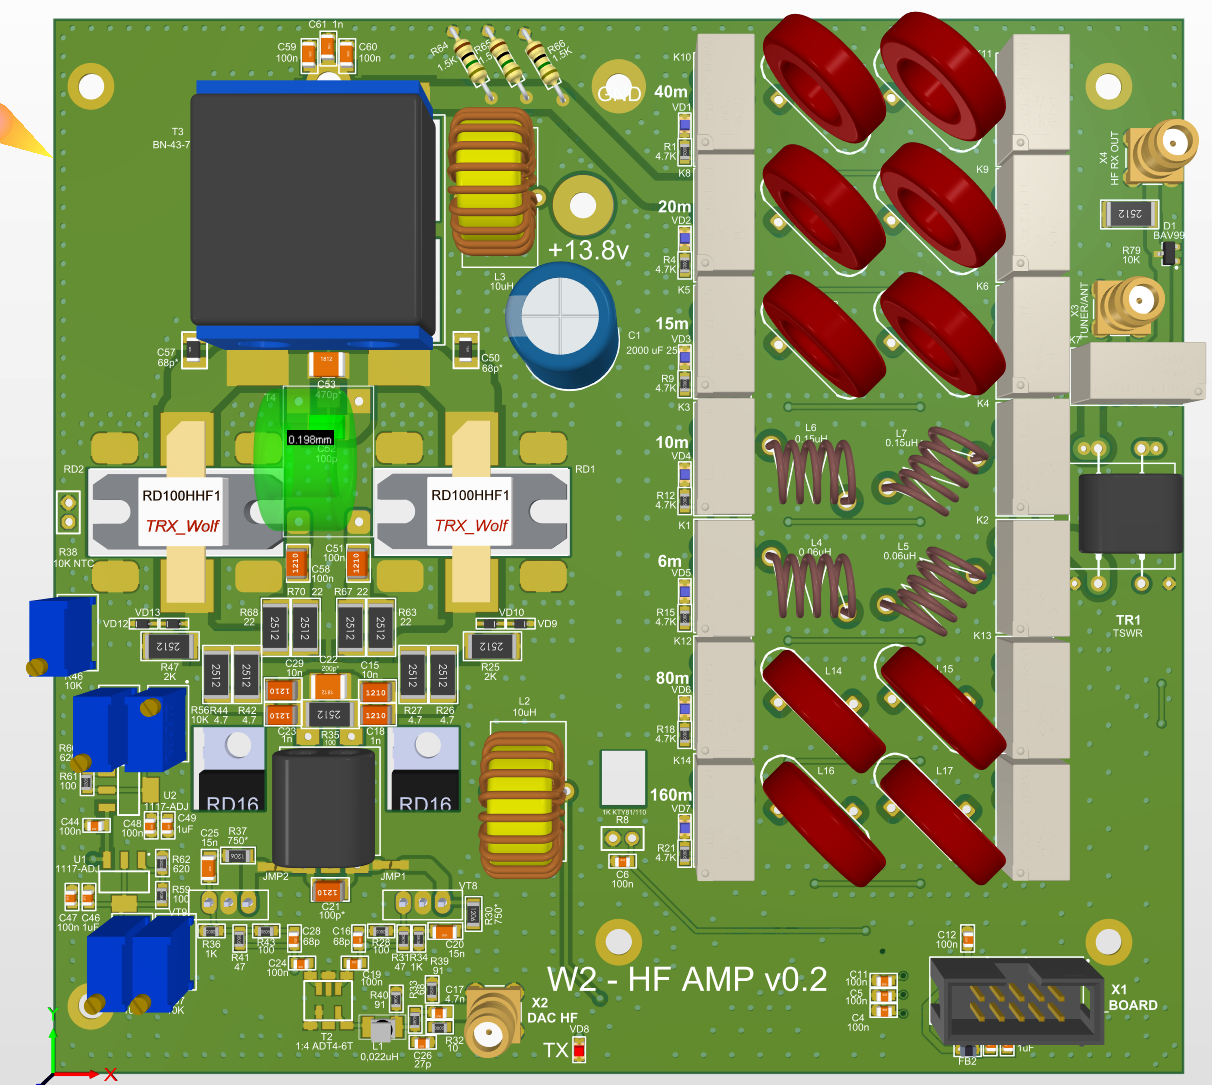 C61 1n
C59
100n
C60
100n
R64
1.5K
R65
1.5
R66
1.5K
GND
K10
40m
VD1
R1
4.7K
K11
T3
BN-43-7
X4
HF RX OUT
K8
K9
20m
VD2
R4
4.7K
2512
D1
BAV99
R79
10K
+13.8v
L3
10uH
K5
K6
15m
VD3
R9
4.7K
X3
TUNER/ANT
K7
C1
2000 uF 25
C57
68p*
C50
68p*
1812
C53
470p*
T4
0.198mm
C52
100p
K3
K4
10m
VD4
R12
4.7K
L6
0.15uH
L7
0.15uH
RD2
RD1
RD100HHF1
TRX_Wolf
RD100HHF1
TRX_Wolf
K1
K2
R38
10K NTC
C51
100n
1210
1210
C58
100n
6m
VD5
R15
4.7K
L4
0.06uH
L5
0.06uH
R70 22
R67 22
R68
22
R63
22
2512
2512
2512
2512
VD13
VD12
VD10
VD9
2512
R47
2K
2512
R25
2K
K12
K13
TR1
TSWR
R46
10K
C29
10n
C22
200p*
C15
10n
2512
2512
2512
2512
1210
1812
1210
80m
VD6
R18
4.7K
L14
L15
R56
10K
R44
4.7
R42
4.7
R27
4.7
R26
4.7
1210
2512
1210
C23
1n
R35
100
C18
1n
L2
10uH
K14
RD16
RD16
R61
100
U2
1117-ADJ
L16
L17
160m
VD7
R21
4.7K
1K KTY81/110
R8
C6
100n
C44
100n
C48
100n
C49
1uF
C25
15n
R37
750*
1206
U1
1117-ADJ
R62
620
R59
100
JMP2
JMP1
1210
C21
100p*
VT8
R30
750*
C47
100n
C46
1uF
VT9
R36
1K
R41
47
R43
100
C28
68p
C16
68p
R28
100
R31
47
R34
1K
C20
15n
C24
100n
C19
100n
R39
91
R40
91
C17
4.7n
C12
100n
W2 - HF AMP v0.2
C11
100n
C5
100n
C4
100n
X1
BOARD
X2
DAC HF
T2
1:4 ADT4-6T
L1
0,022uH
C26
27p
R32
10
VD8
TX
FB2
1uF
10K
Y
X